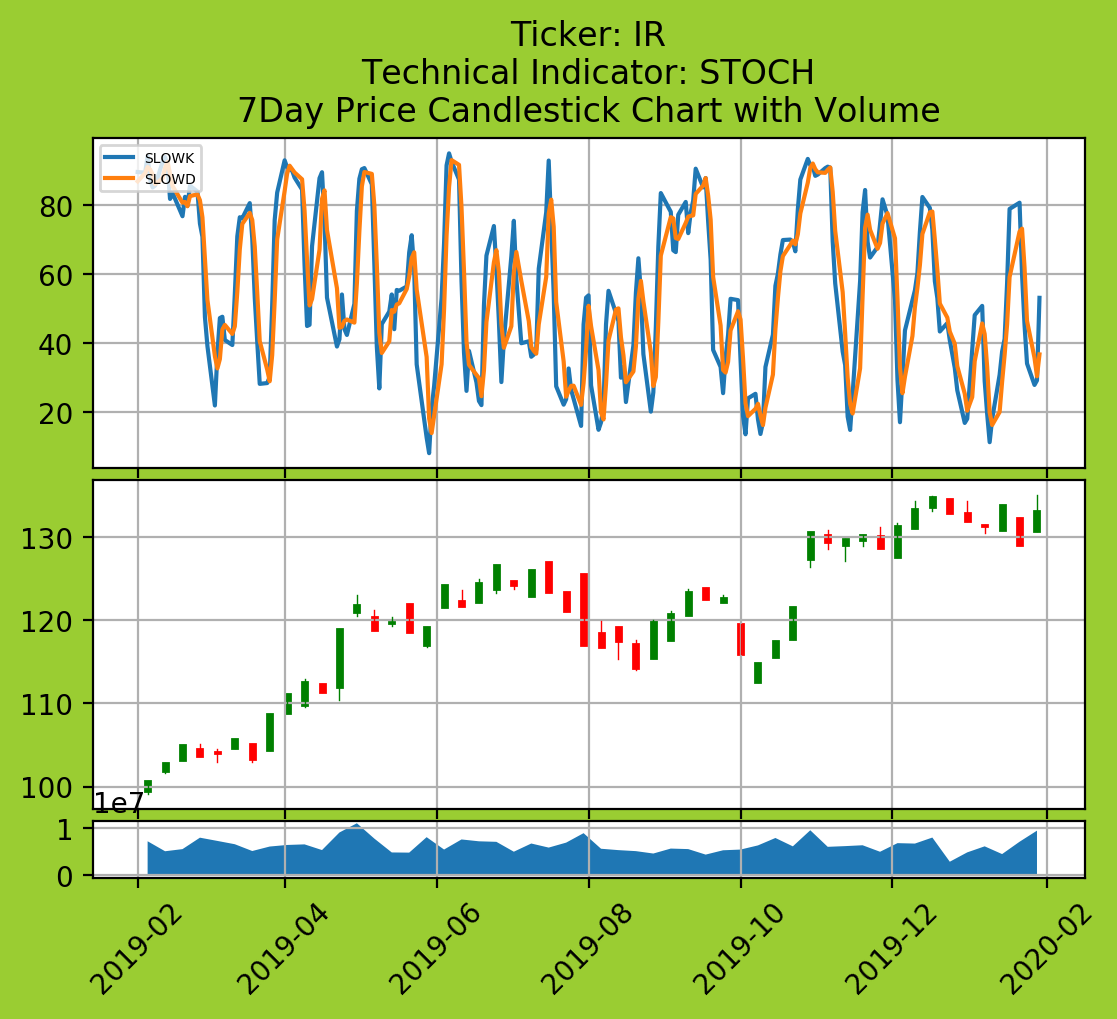 Ticker: IR
Technical Indicator: STOCH
7Day Price Candlestick Chart with Volume
SLOWK
SLOWD
80
60
40
20
130
120
110
100
1e7
1
0
2019-02
2019-04
2019-06
2019-08
2019-10
2019-12
2020-02